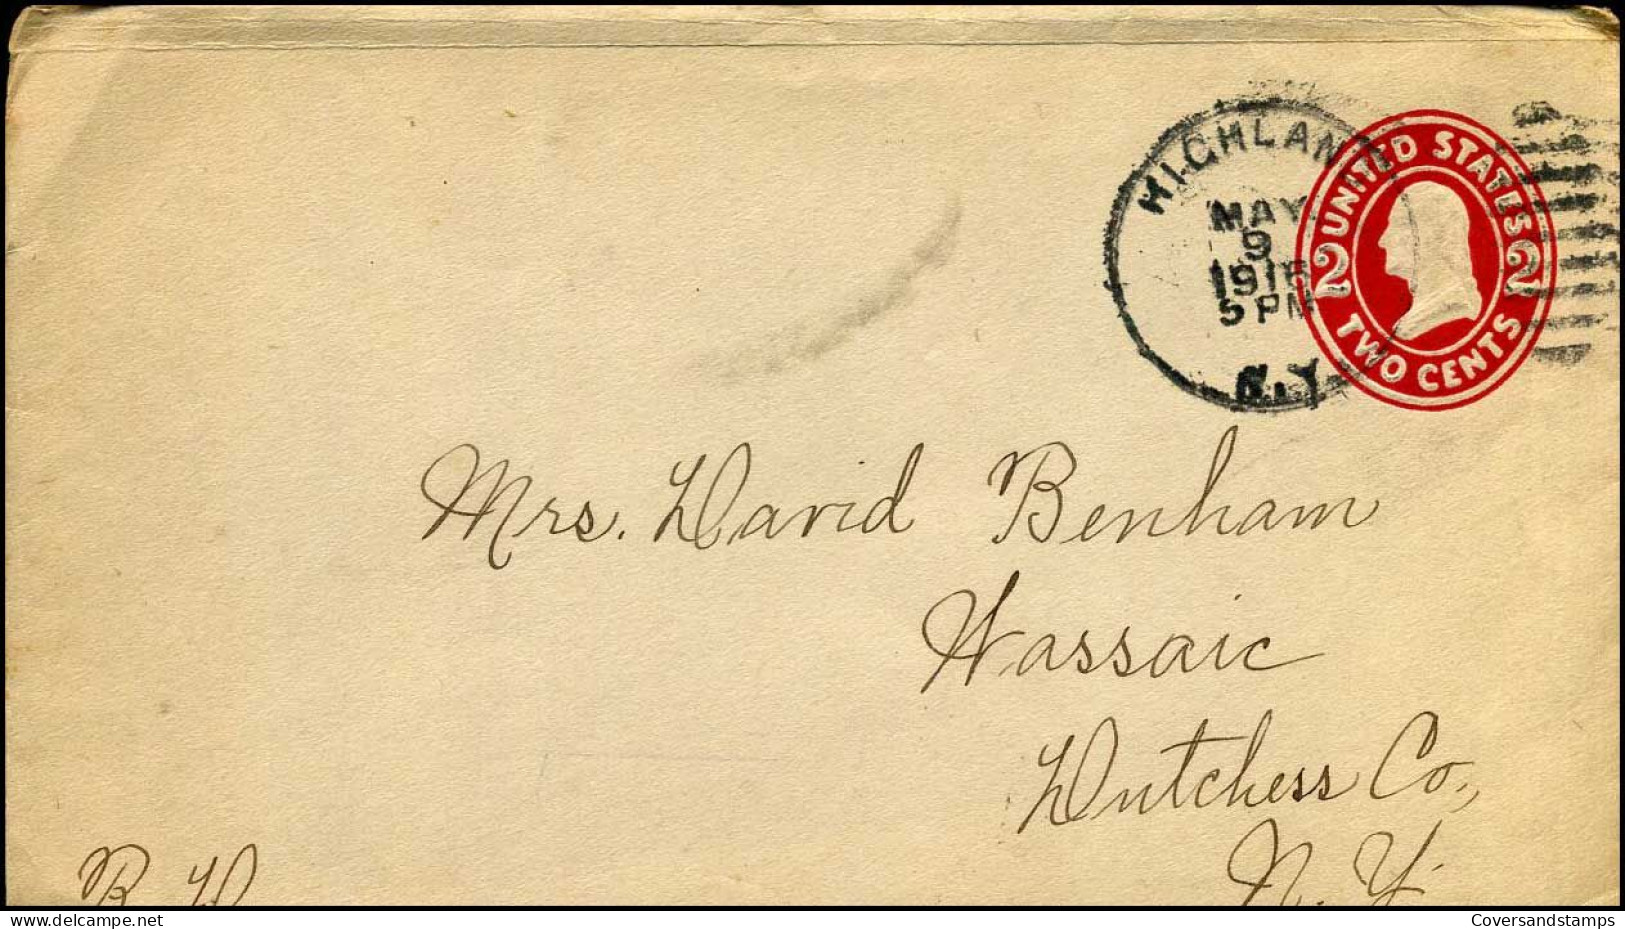 HIGHLAND
MAY
9
5 PM
N.Y.
UNITED STATES
2 2
TWO CENTS
Mrs. David Benham
Wassaic
Dutchess Co.,
N.Y.
R. D.
www.delcampe.net
Coversandstamps